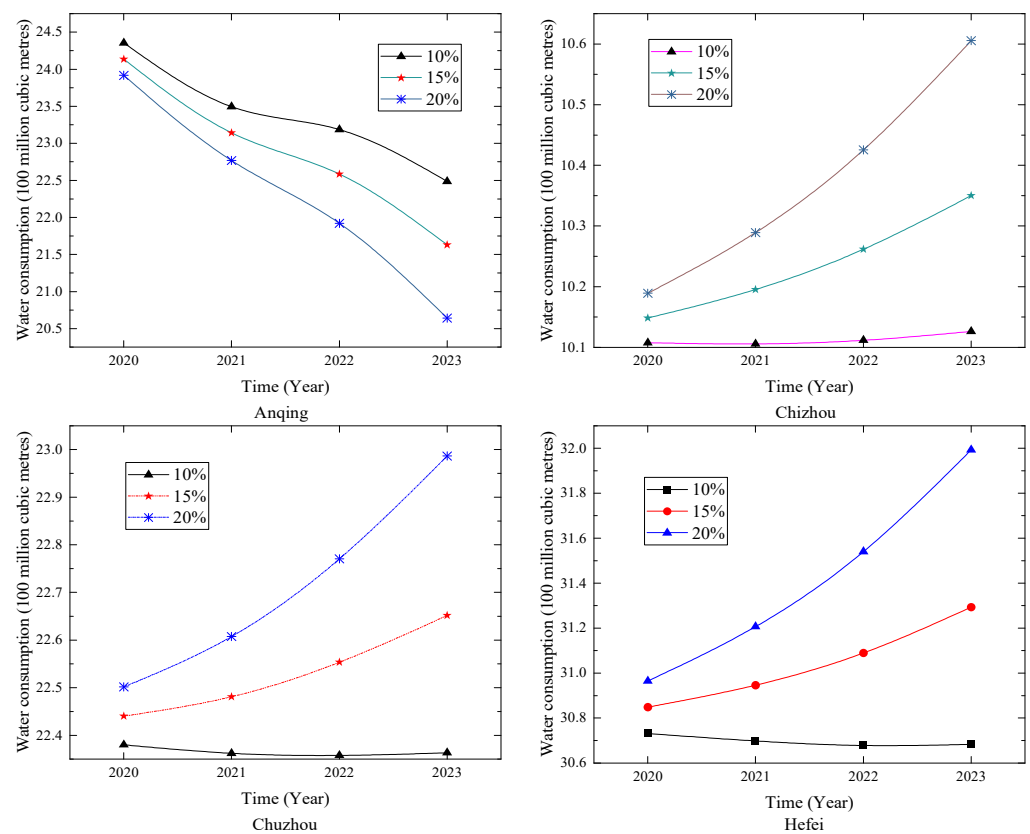 Water consumption (100 million cubic metres)
24.5
24.0
23.5
23.0
22.5
22.0
21.5
21.0
20.5
10%
15%
20%
2020 2021 2022 2023
Time (Year)
Anqing
Water consumption (100 million cubic metres)
10.6
10.5
10.4
10.3
10.2
10.1
10%
15%
20%
2020 2021 2022 2023
Time (Year)
Chizhou
Water consumption (100 million cubic metres)
23.0
22.9
22.8
22.7
22.6
22.5
22.4
10%
15%
20%
2020 2021 2022 2023
Time (Year)
Chuzhou
Water consumption (100 million cubic metres)
32.0
31.8
31.6
31.4
31.2
31.0
30.8
30.6
10%
15%
20%
2020 2021 2022 2023
Time (Year)
Hefei